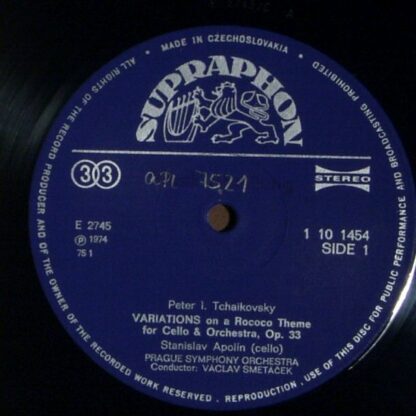 MADE IN CZECHOSLOVAKIA
ALL RIGHTS OF THE RECORD PRODUCER AND OF THE OWNER OF THE RECORDED WORK RESERVED . REPRODUCTION . USE OF THIS DISC FOR PUBLIC PERFORMANCE AND BROADCASTING PROHIBITED
SUPRAPHON
33
STEREO
7521
E 2745
℗ 1974
75 1
1 10 1454
SIDE 1
Peter I. Tchaikovsky
VARIATIONS on a Rococo Theme
for Cello & Orchestra, Op. 33
Stanislav Apolín (cello)
PRAGUE SYMPHONY ORCHESTRA
Conductor: VÁCLAV SMETÁČEK